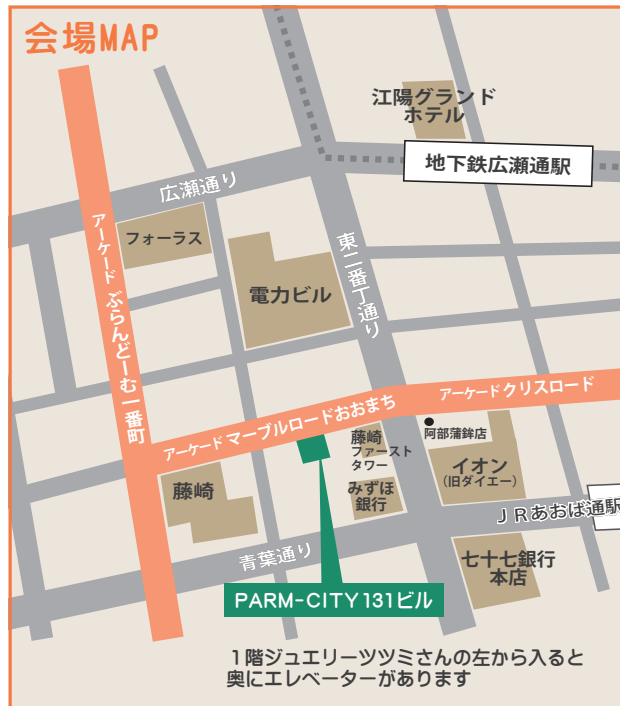 会場MAP
江陽グランド
ホテル
地下鉄広瀬通駅
広瀬通り
フォーラス
アーケード ぶらんどーむ一番町
電力ビル
東二番丁通り
アーケード マーブルロードおおまち
アーケード クリスロード
阿部蒲鉾店
藤崎
ファースト
タワー
イオン
(旧ダイエー)
みずほ
銀行
藤崎
JRあおば通駅
青葉通り
七十七銀行
本店
PARM-CITY131ビル
1階ジュエリーツツミさんの左から入ると
奥にエレベーターがあります